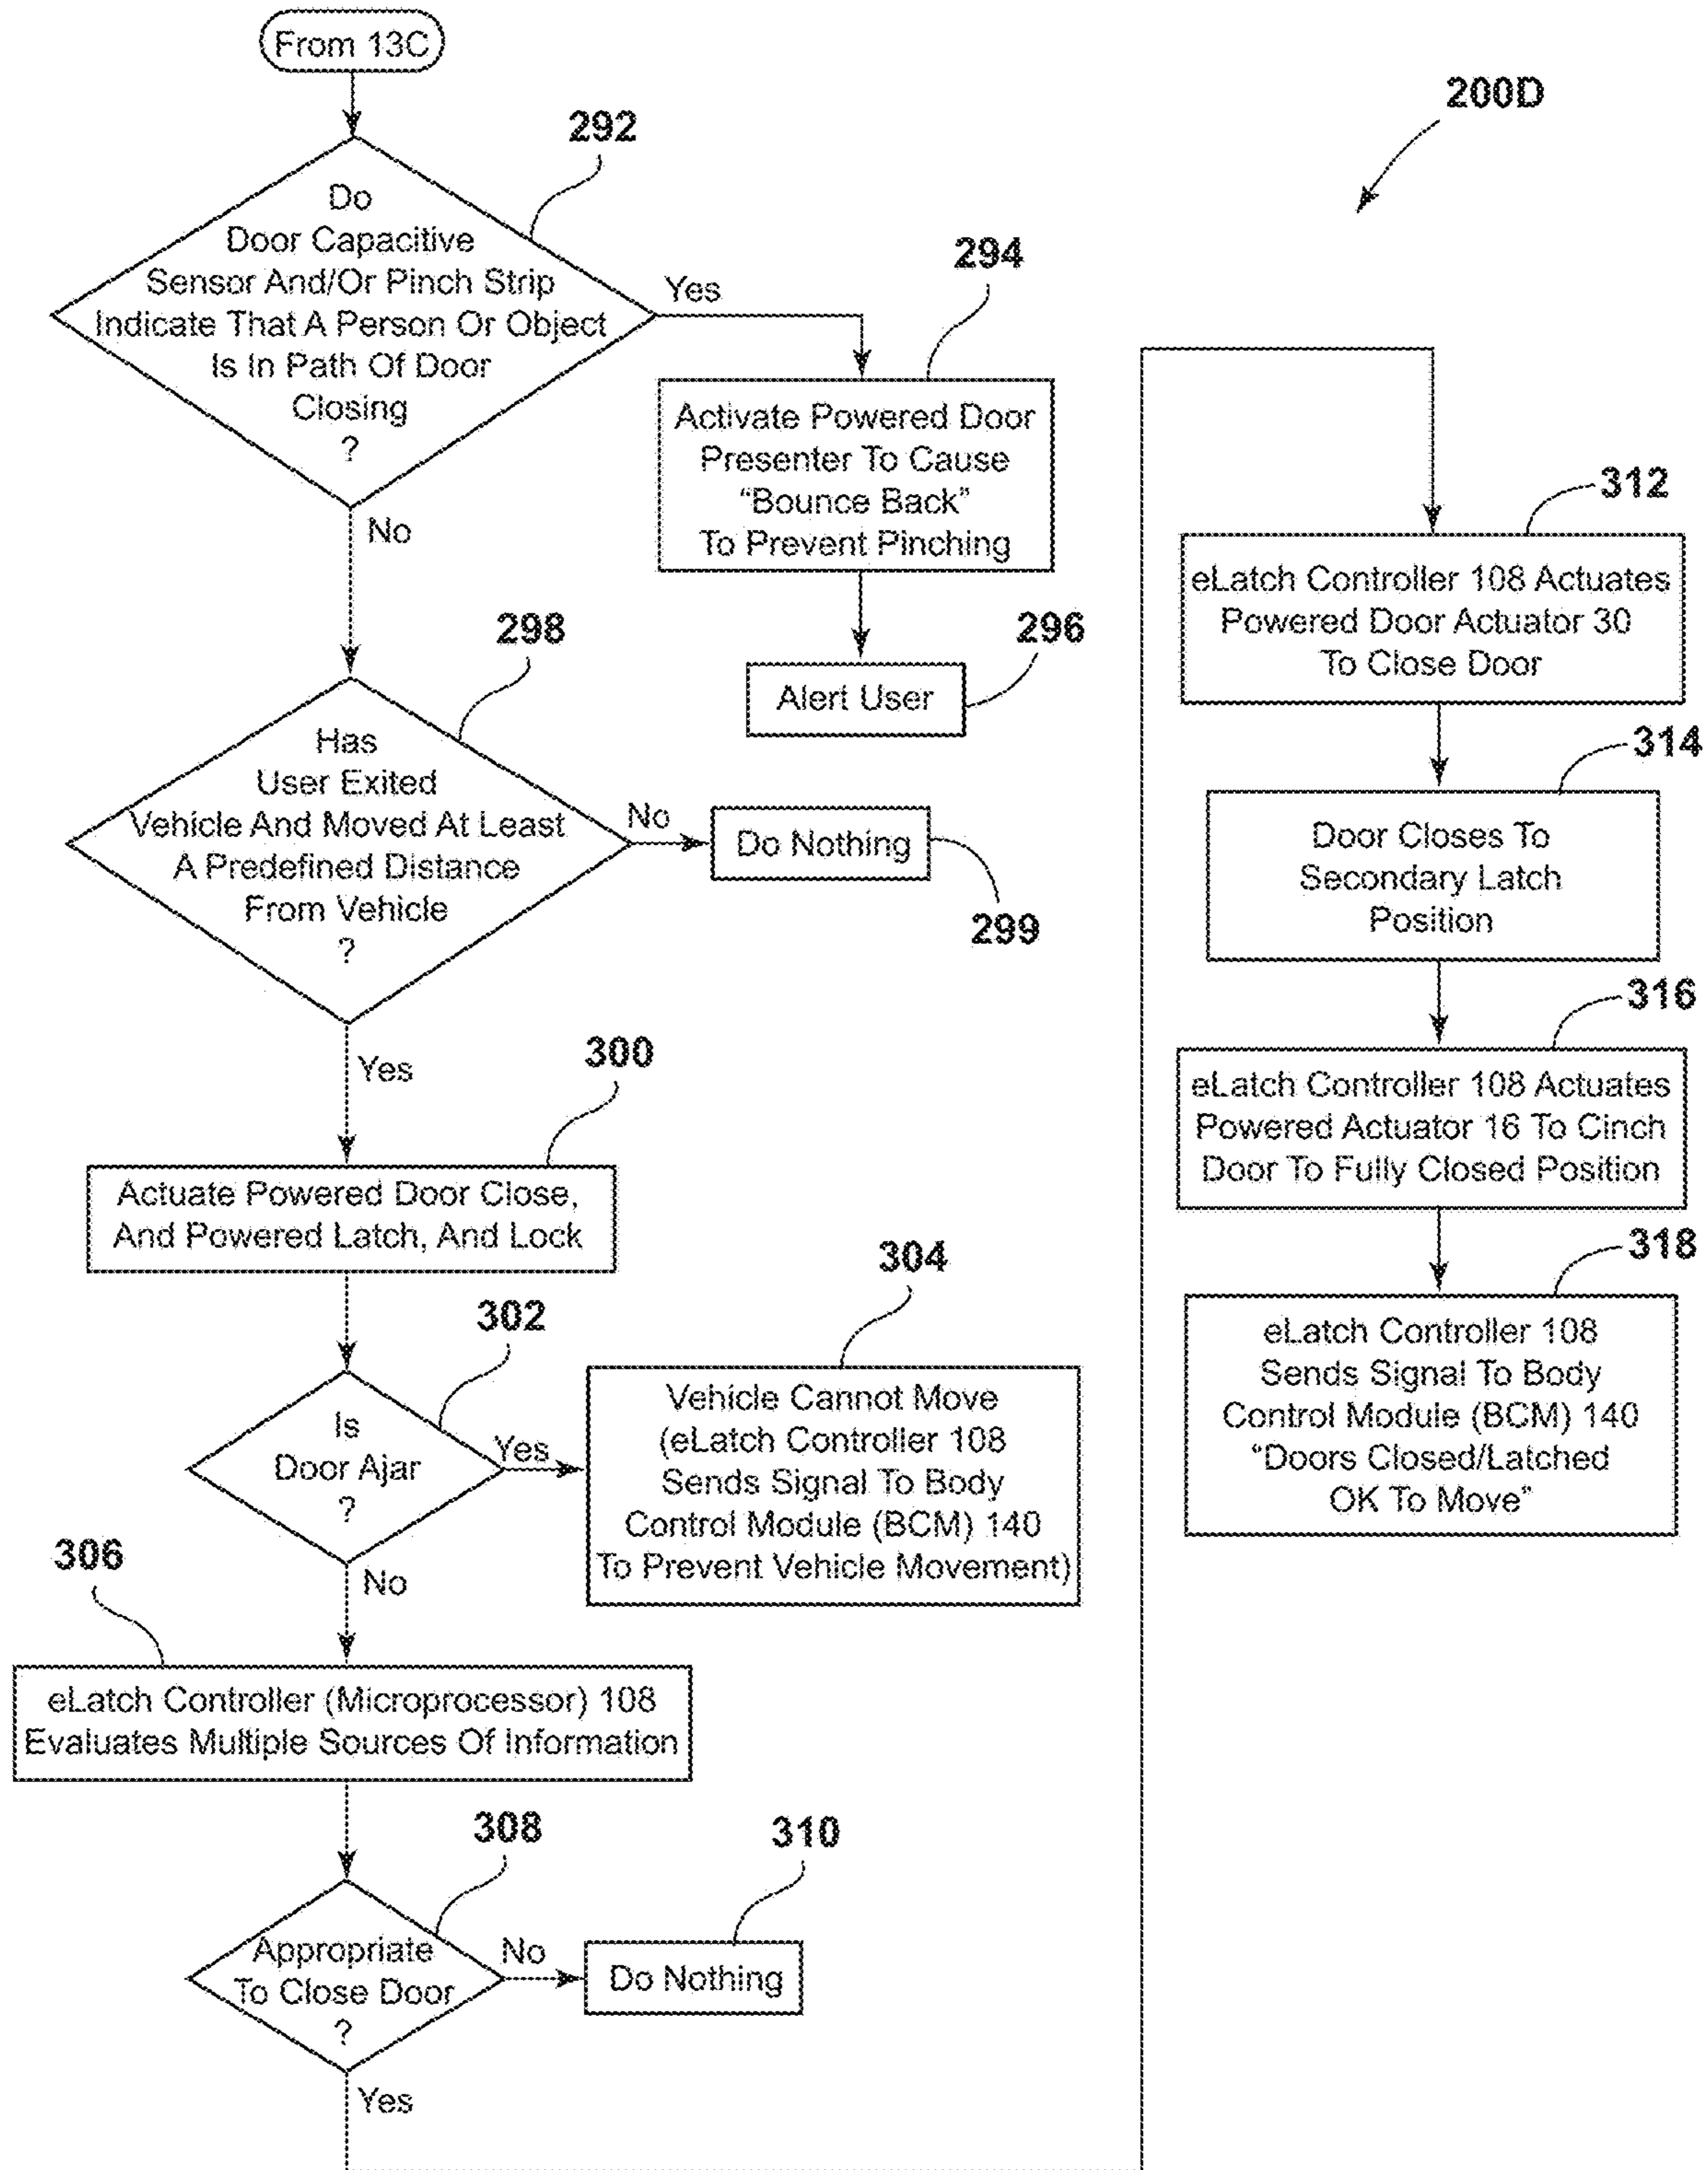 From 13C
200D
292
Do
Door Capacitive
Sensor And/Or Pinch Strip
Indicate That A Person Or Object
Is In Path Of Door
Closing
?
Yes
No
294
Activate Powered Door
Presenter To Cause
“Bounce Back”
To Prevent Pinching
296
Alert User
298
Has
User Exited
Vehicle And Moved At Least
A Predefined Distance
From Vehicle
?
No
Do Nothing
299
Yes
300
Actuate Powered Door Close,
And Powered Latch, And Lock
302
Is
Door Ajar
?
Yes
304
Vehicle Cannot Move
(eLatch Controller 108
Sends Signal To Body
Control Module (BCM) 140
To Prevent Vehicle Movement)
No
306
eLatch Controller (Microprocessor) 108
Evaluates Multiple Sources Of Information
308
Appropriate
To Close Door
?
No
310
Do Nothing
Yes
312
eLatch Controller 108 Actuates
Powered Door Actuator 30
To Close Door
314
Door Closes To
Secondary Latch
Position
316
eLatch Controller 108 Actuates
Powered Actuator 16 To Cinch
Door To Fully Closed Position
318
eLatch Controller 108
Sends Signal To Body
Control Module (BCM) 140
“Doors Closed/Latched
OK To Move”